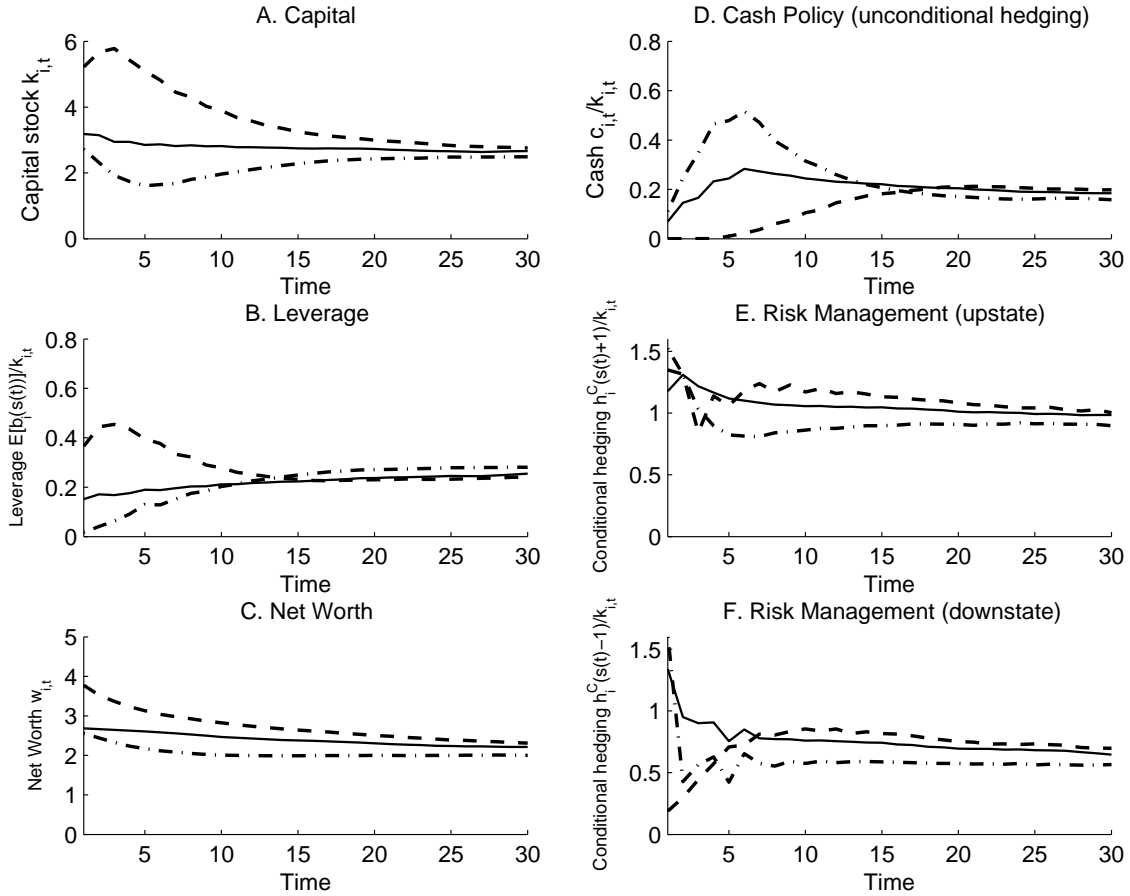 A. Capital
Capital stock k_{i,t}
6
4
2
0
5 10 15 20 25 30
Time
B. Leverage
Leverage E[b_i(s(t))]/k_{i,t}
0.8
0.6
0.4
0.2
0
5 10 15 20 25 30
Time
C. Net Worth
Net Worth w_{i,t}
5
4
3
2
1
0
5 10 15 20 25 30
Time
D. Cash Policy (unconditional hedging)
Cash c_{i,t}/k_{i,t}
0.8
0.6
0.4
0.2
0
5 10 15 20 25 30
Time
E. Risk Management (upstate)
Conditional hedging h_i^C(s(t)+1)/k_{i,t}
1.5
1
0.5
0
5 10 15 20 25 30
Time
F. Risk Management (downstate)
Conditional hedging h_i^C(s(t)−1)/k_{i,t}
1.5
1
0.5
0
5 10 15 20 25 30
Time